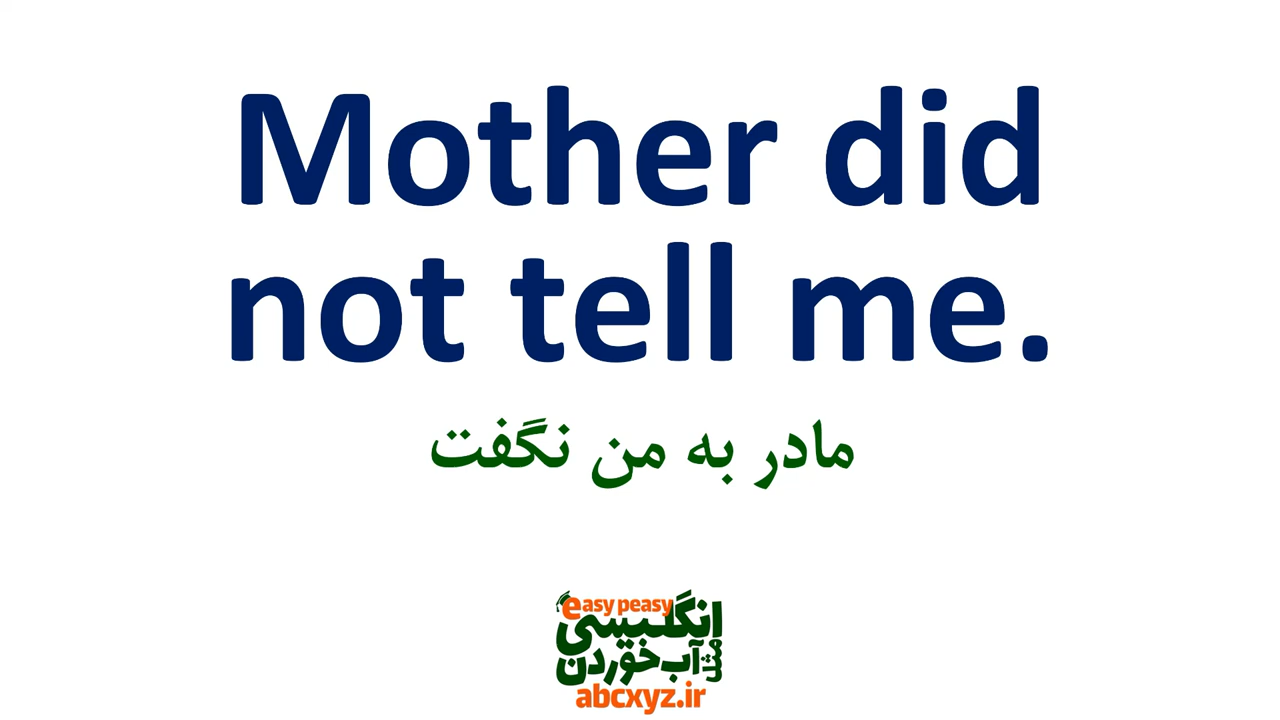 Mother did
not tell me.
مادر به من نگفت
easy peasy
انگلیسی
مثل آب خوردن
abcxyz.ir